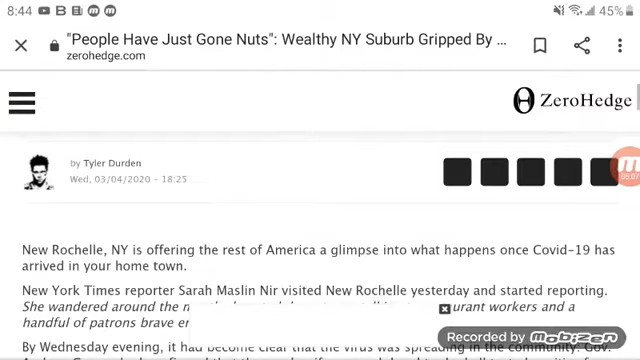 8:44
45%
"People Have Just Gone Nuts": Wealthy NY Suburb Gripped By ...
zerohedge.com
ZeroHedge
by Tyler Durden
Wed, 03/04/2020 – 18:25
05:07
New Rochelle, NY is offering the rest of America a glimpse into what happens once Covid-19 has
arrived in your home town.
New York Times reporter Sarah Maslin Nir visited New Rochelle yesterday and started reporting.
She wandered around the workers and a
handful of patrons brave
Recorded by mobizen
By Wednesday evening, it had become clear that the virus was spreading in the community. Gov.